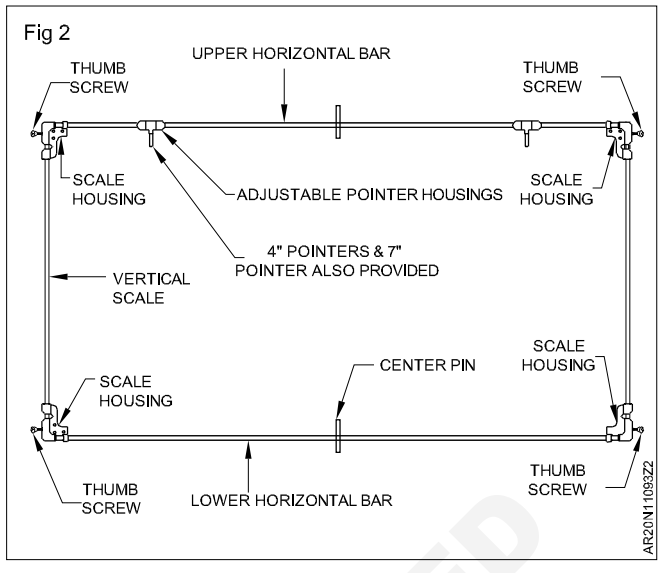 Fig 2
UPPER HORIZONTAL BAR
THUMB
SCREW
THUMB
SCREW
SCALE
HOUSING
ADJUSTABLE POINTER HOUSINGS
SCALE
HOUSING
4" POINTERS & 7"
POINTER ALSO PROVIDED
VERTICAL
SCALE
SCALE
HOUSING
CENTER PIN
SCALE
HOUSING
THUMB
SCREW
LOWER HORIZONTAL BAR
THUMB
SCREW
AR20N11093Z2